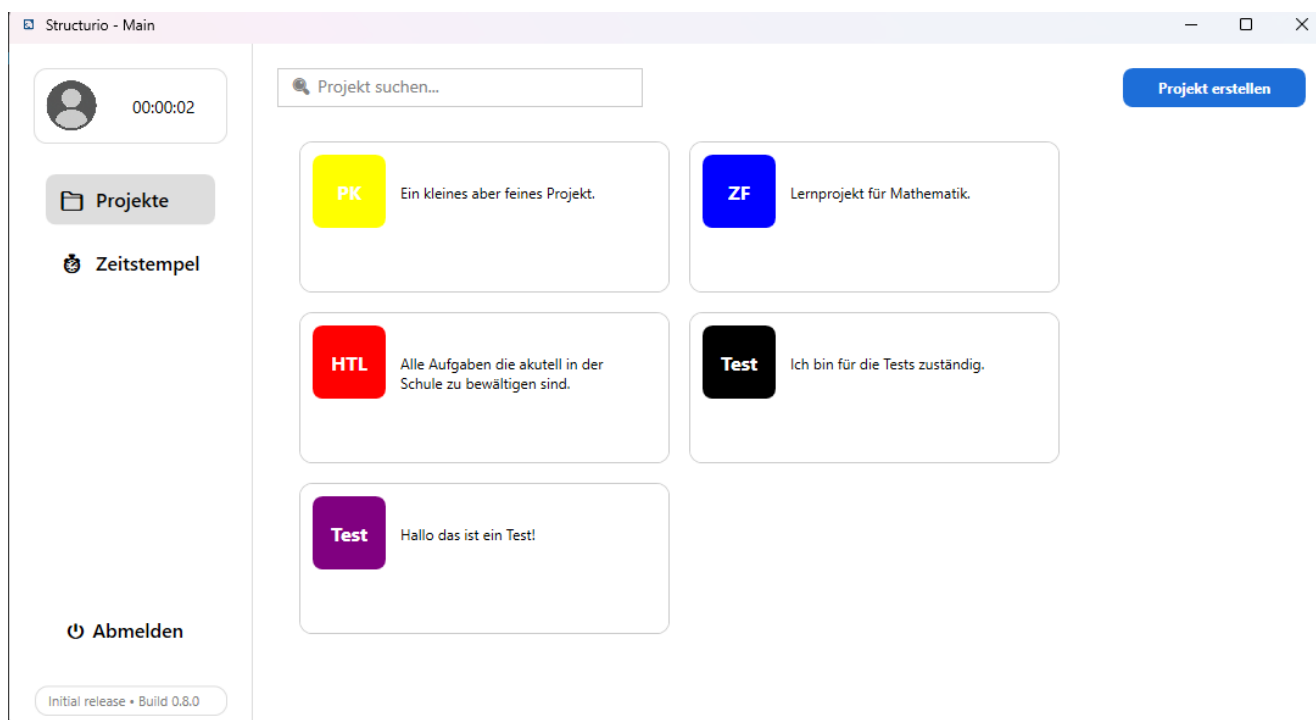 Structurio - Main
00:00:02
Projekte
Zeitstempel
Abmelden
Initial release • Build 0.8.0
Projekt suchen...
Projekt erstellen
PK
Ein kleines aber feines Projekt.
ZF
Lernprojekt für Mathematik.
HTL
Alle Aufgaben die akutell in der
Schule zu bewältigen sind.
Test
Ich bin für die Tests zuständig.
Test
Hallo das ist ein Test!